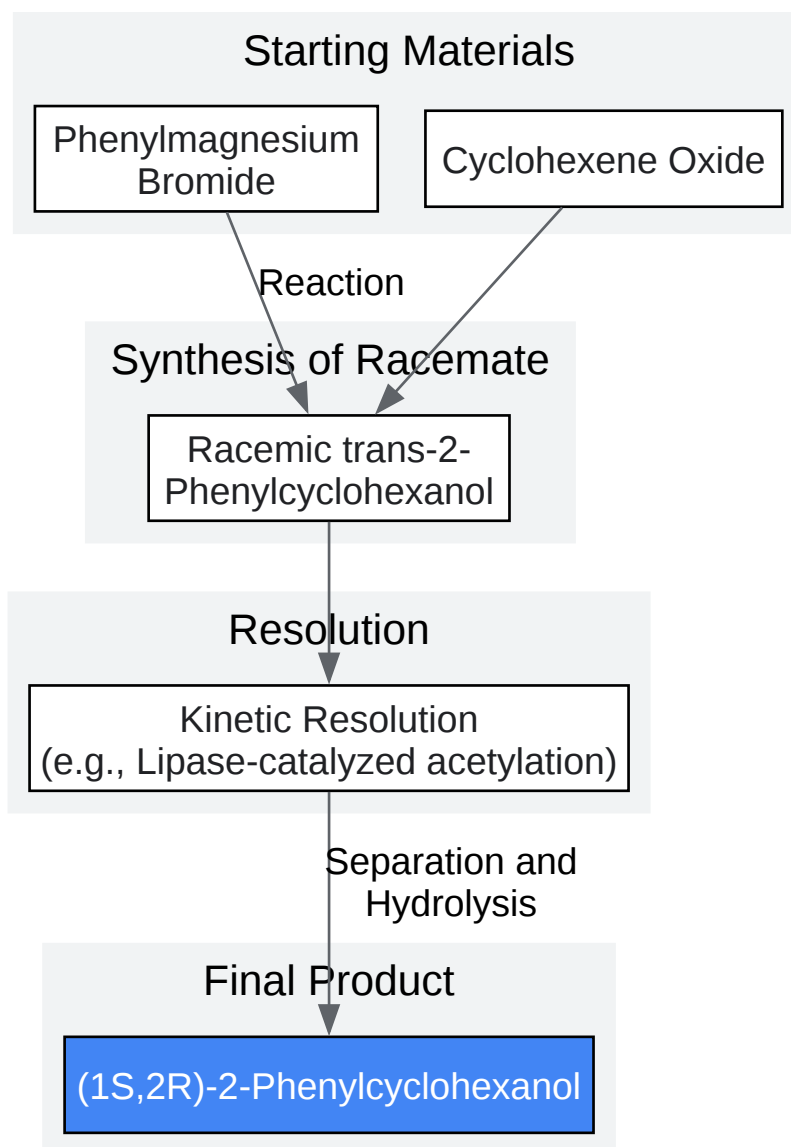 Starting Materials
Phenylmagnesium
Bromide
Cyclohexene Oxide
Reaction
Synthesis of Racemate
Racemic trans-2-
Phenylcyclohexanol
Resolution
Kinetic Resolution
(e.g., Lipase-catalyzed acetylation)
Separation and
Hydrolysis
Final Product
(1S,2R)-2-Phenylcyclohexanol